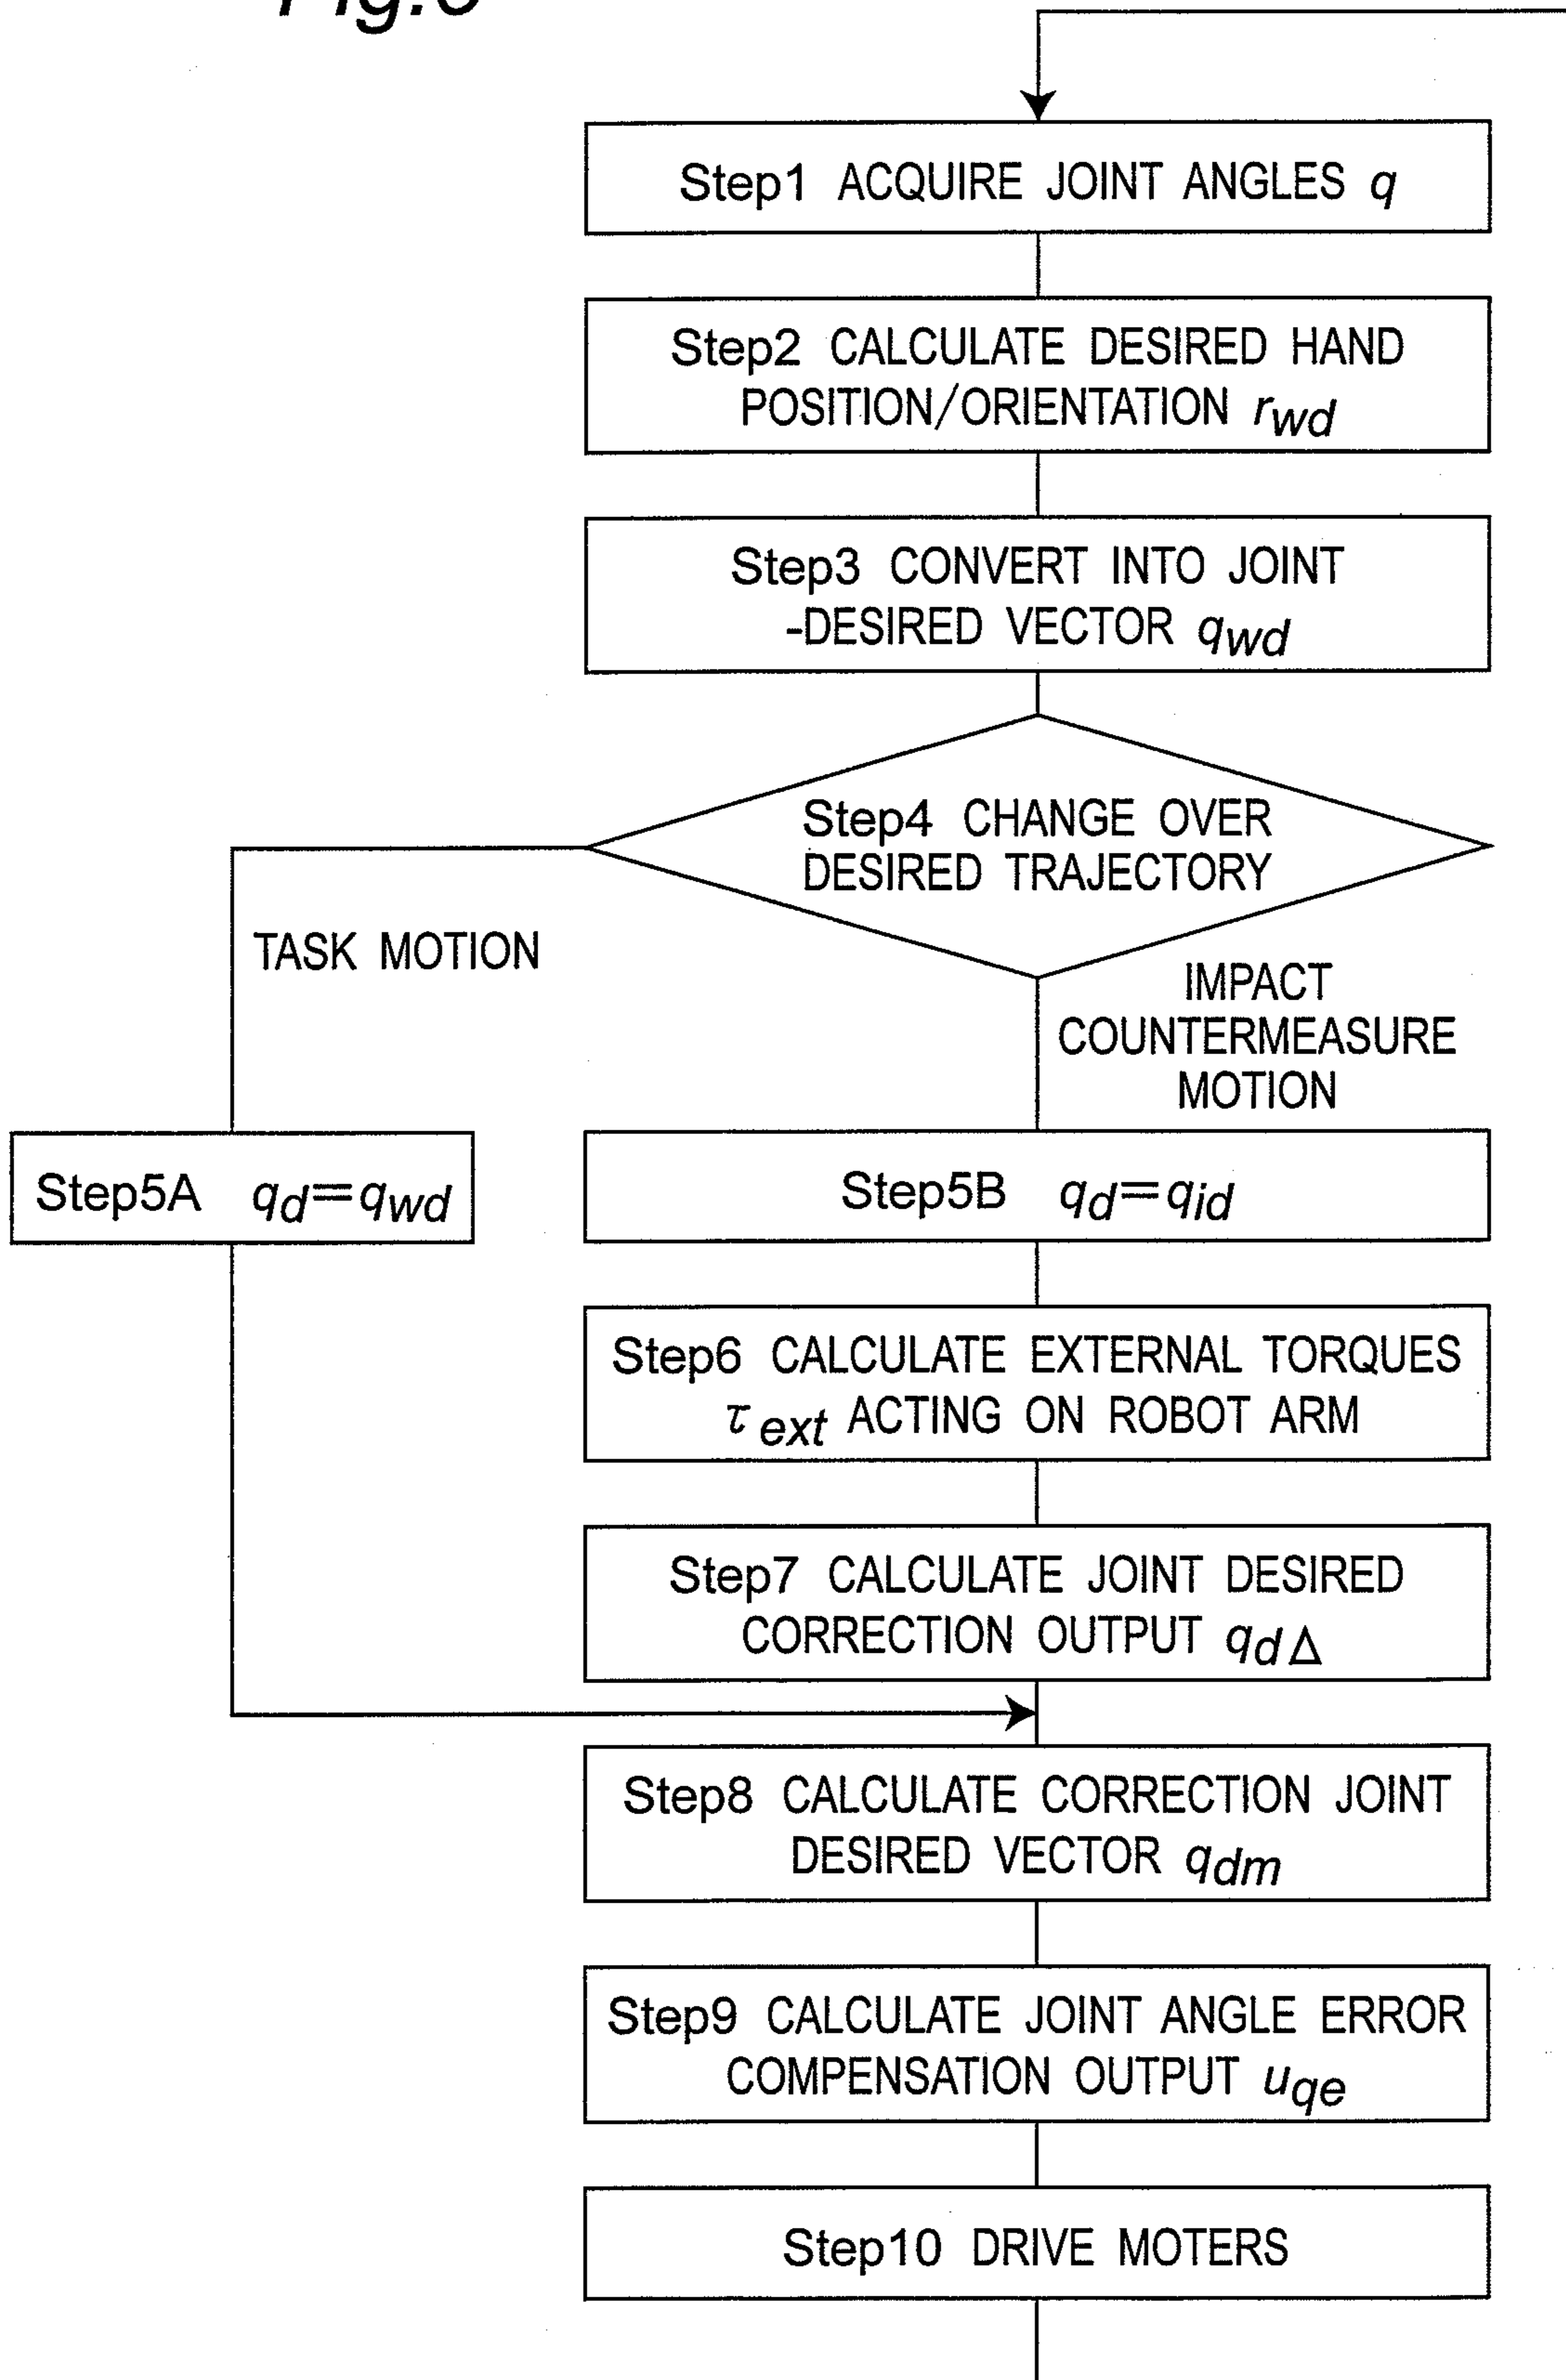 Step1 ACQUIRE JOINT ANGLES q
Step2 CALCULATE DESIRED HAND
POSITION/ORIENTATION rwd
Step3 CONVERT INTO JOINT
-DESIRED VECTOR qwd
Step4 CHANGE OVER
DESIRED TRAJECTORY
TASK MOTION
IMPACT
COUNTERMEASURE
MOTION
Step5A qd=qwd
Step5B qd=qid
Step6 CALCULATE EXTERNAL TORQUES
τext ACTING ON ROBOT ARM
Step7 CALCULATE JOINT DESIRED
CORRECTION OUTPUT qdΔ
Step8 CALCULATE CORRECTION JOINT
DESIRED VECTOR qdm
Step9 CALCULATE JOINT ANGLE ERROR
COMPENSATION OUTPUT uqe
Step10 DRIVE MOTERS